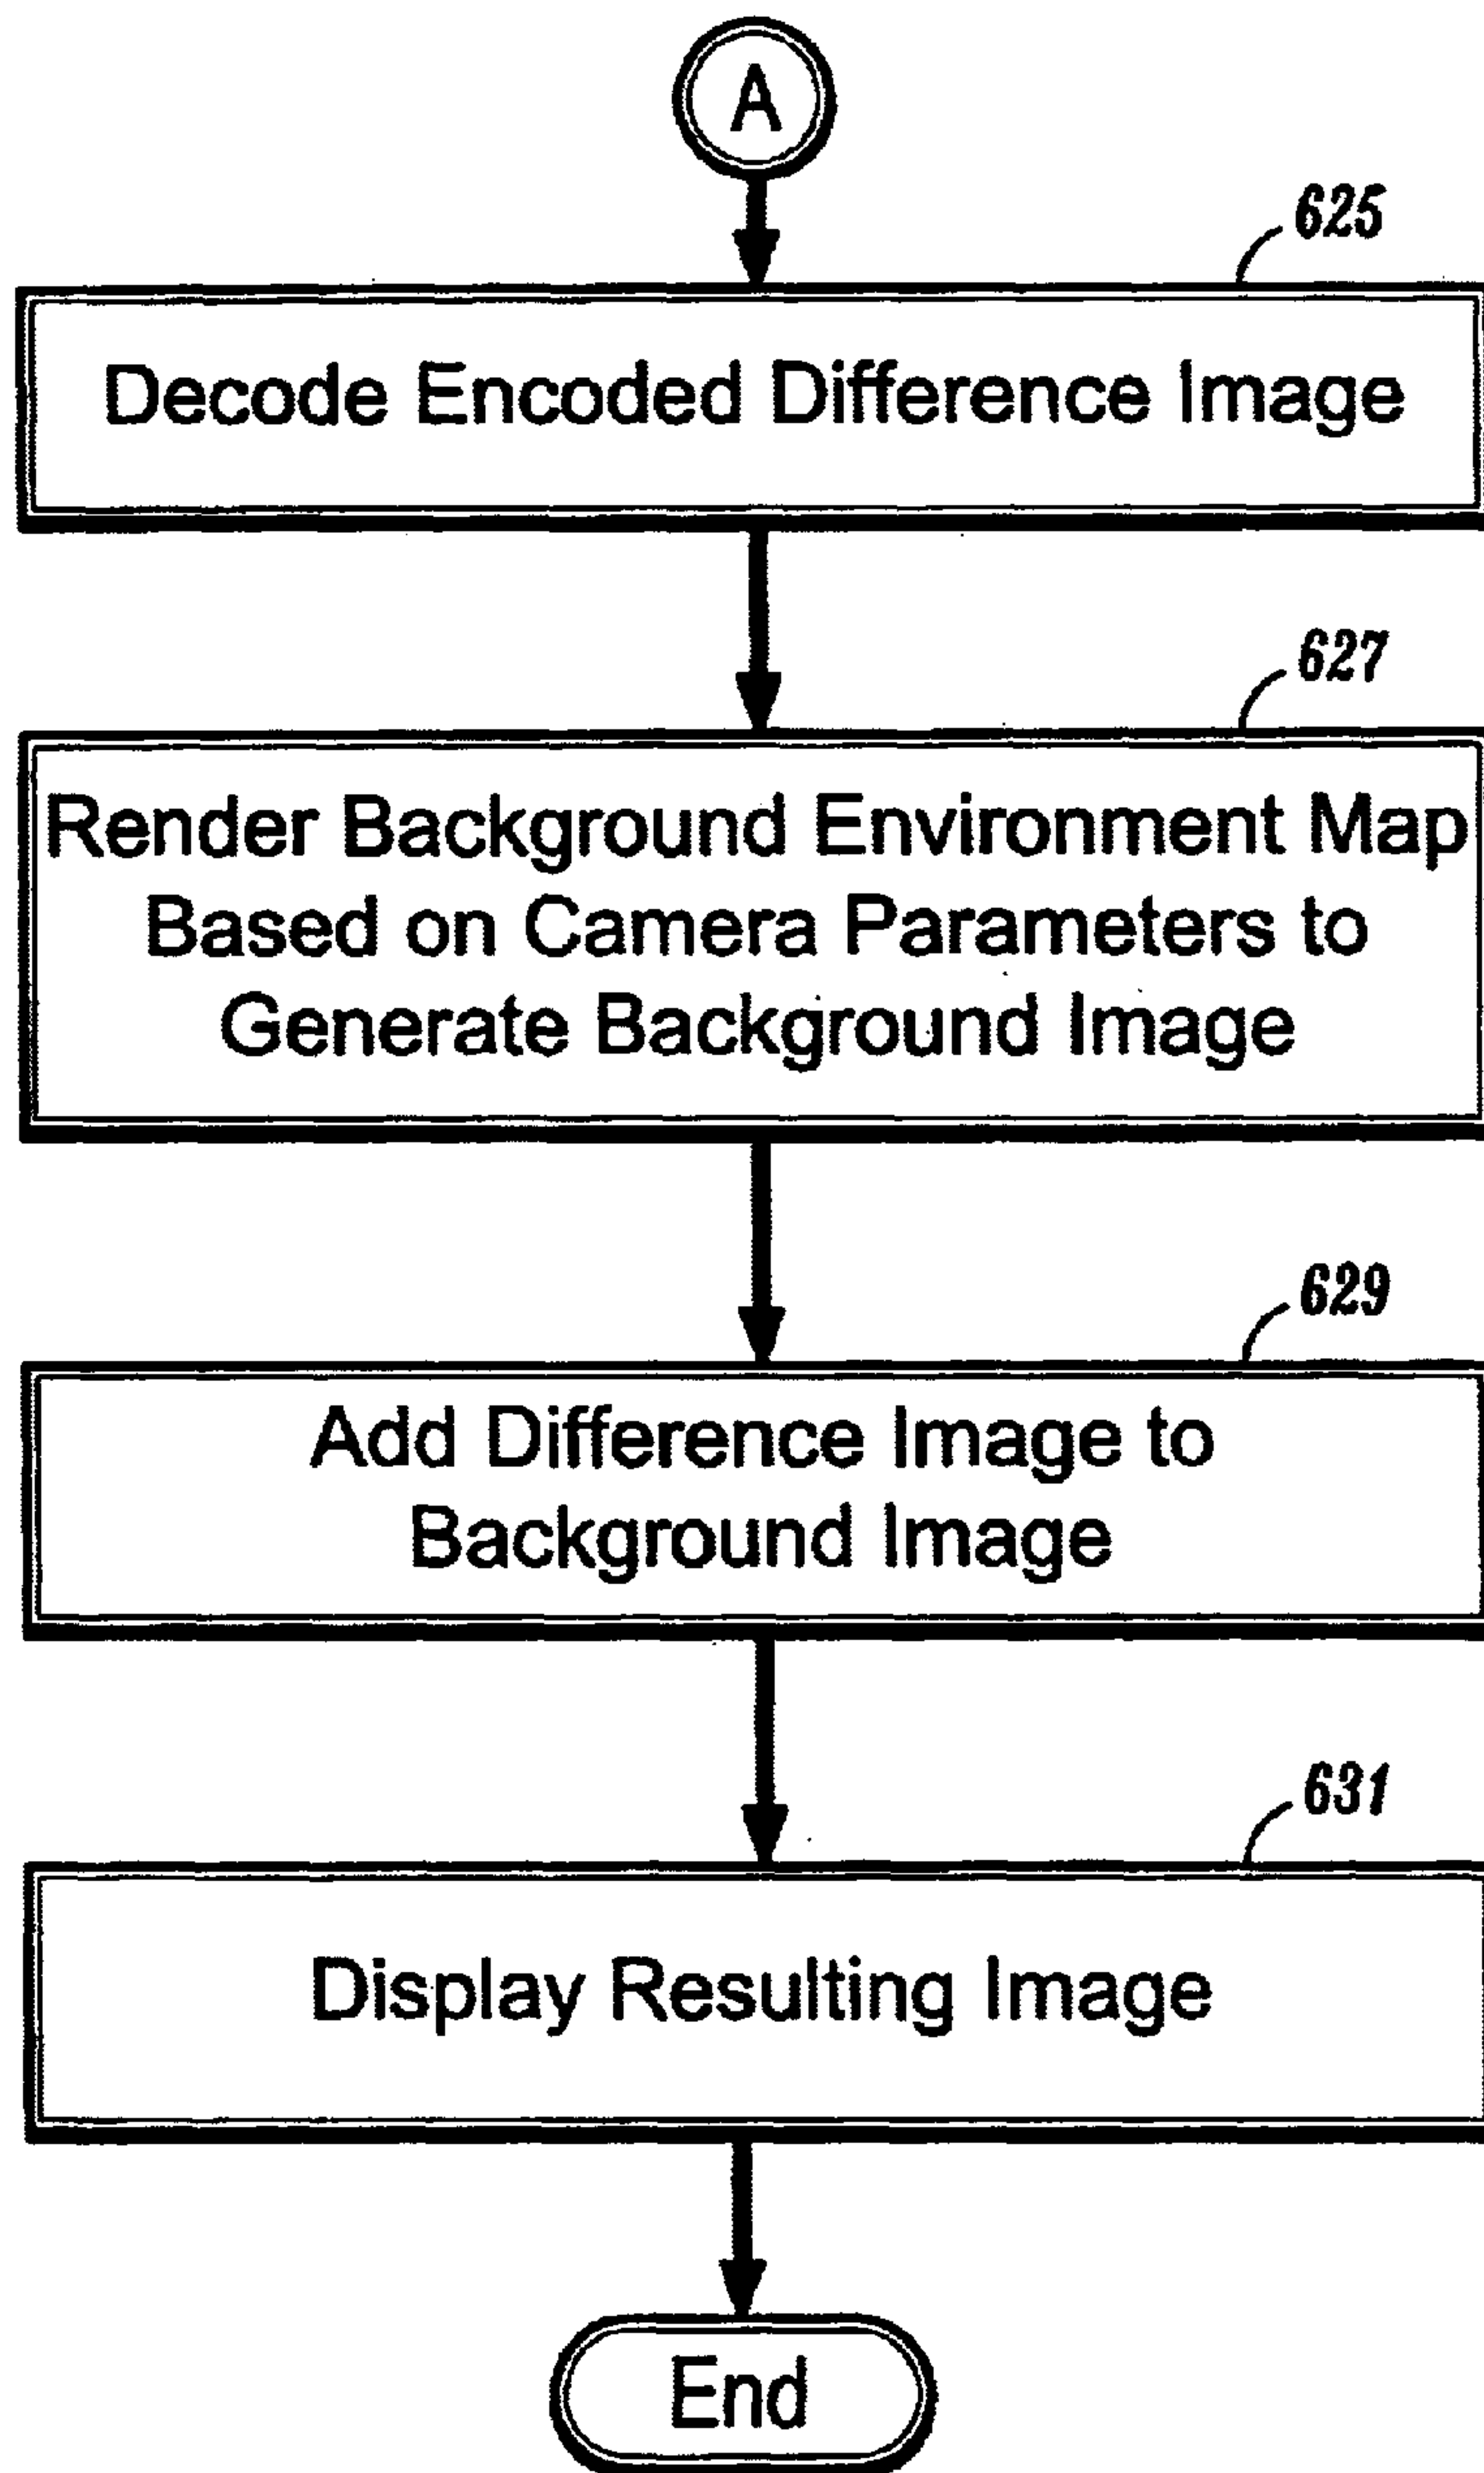 A
625
Decode Encoded Difference Image
627
Render Background Environment Map
Based on Camera Parameters to
Generate Background Image
629
Add Difference Image to
Background Image
631
Display Resulting Image
End